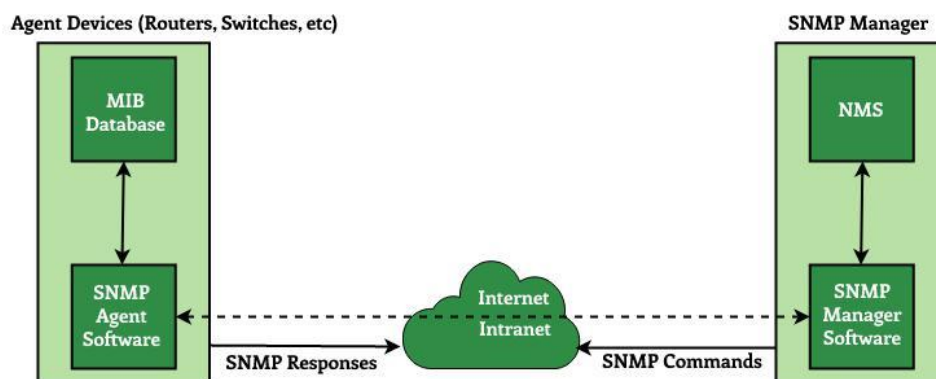 Agent Devices (Routers, Switches, etc)
SNMP Manager
MIB
Database
NMS
SNMP
Agent
Software
Internet
Intranet
SNMP
Manager
Software
SNMP Responses
SNMP Commands